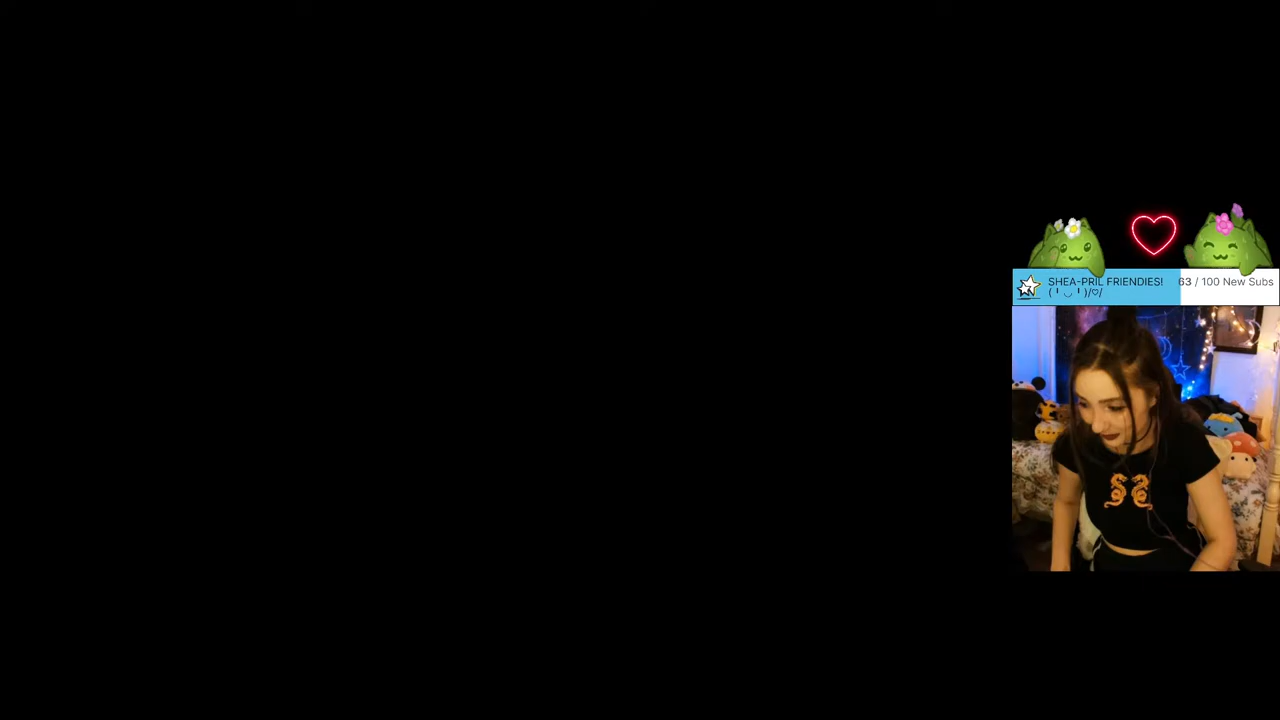 SHEA-PRIL FRIENDIES! 63 / 100 New Subs
(╹◡╹)/♡/